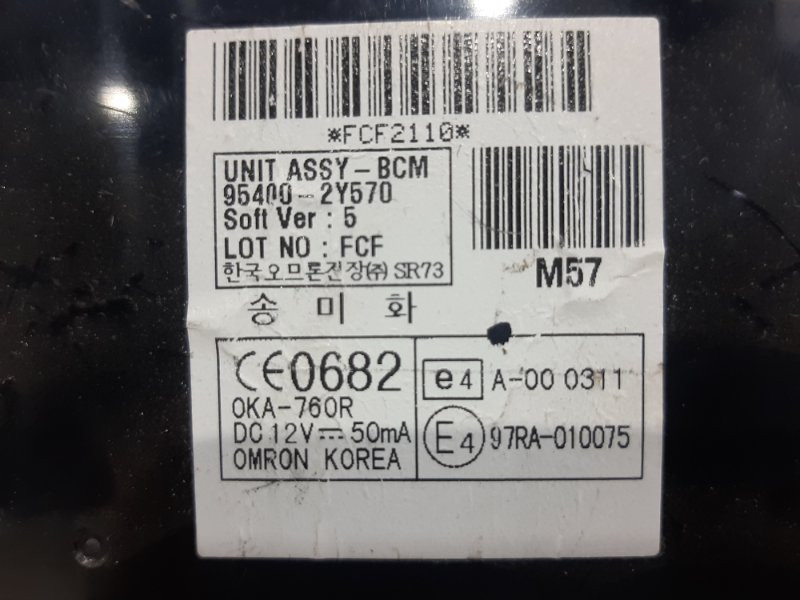 *FCF2110*
UNIT ASSY-BCM
95400-2Y570
Soft Ver : 5
LOT NO : FCF
한국오므론전장(주) SR73
M57
송 미 화
CE0682
OKA-760R
DC 12V ⎓ 50mA
OMRON KOREA
e4 A-00 0311
E4 97RA-010075